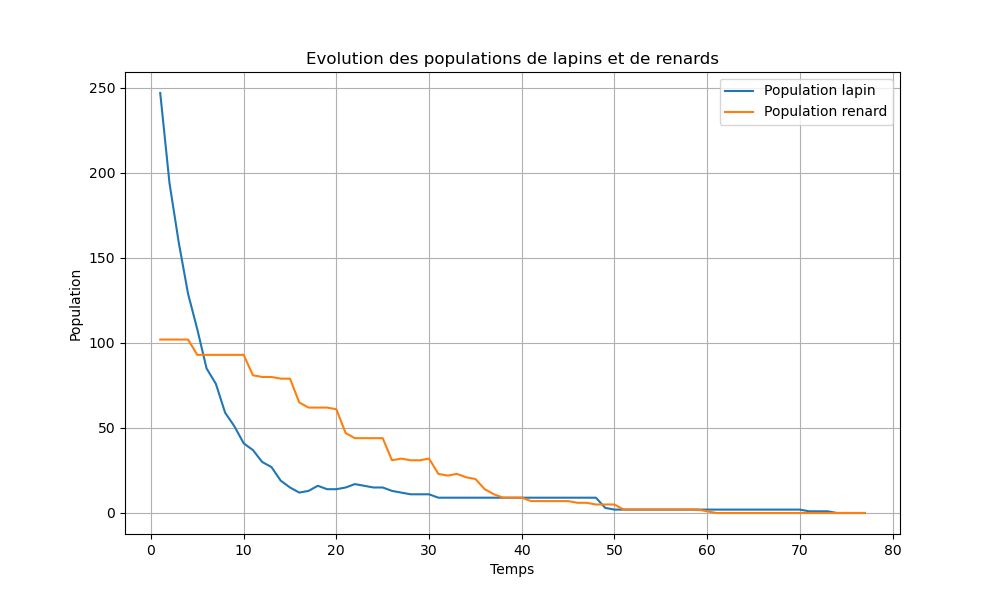 Evolution des populations de lapins et de renards
Population lapin
Population renard
250
200
150
100
50
0
Population
0 10 20 30 40 50 60 70 80
Temps